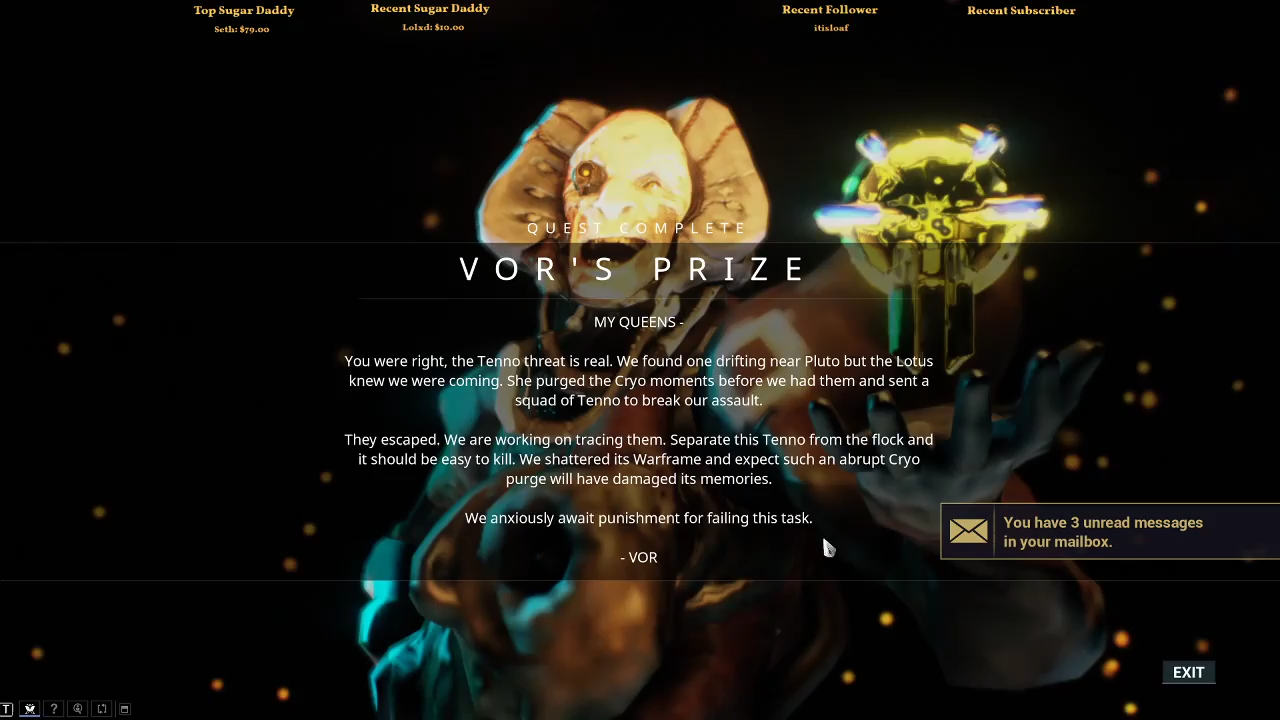 Top Sugar Daddy
Recent Sugar Daddy
Recent Follower
Recent Subscriber
Seth: $79.00
Lolxd: $10.00
itisloaf
QUEST COMPLETE
VOR'S PRIZE
MY QUEENS -
You were right, the Tenno threat is real. We found one drifting near Pluto but the Lotus
knew we were coming. She purged the Cryo moments before we had them and sent a
squad of Tenno to break our assault.
They escaped. We are working on tracing them. Separate this Tenno from the flock and
it should be easy to kill. We shattered its Warframe and expect such an abrupt Cryo
purge will have damaged its memories.
We anxiously await punishment for failing this task.
- VOR
You have 3 unread messages
in your mailbox.
EXIT
T
?